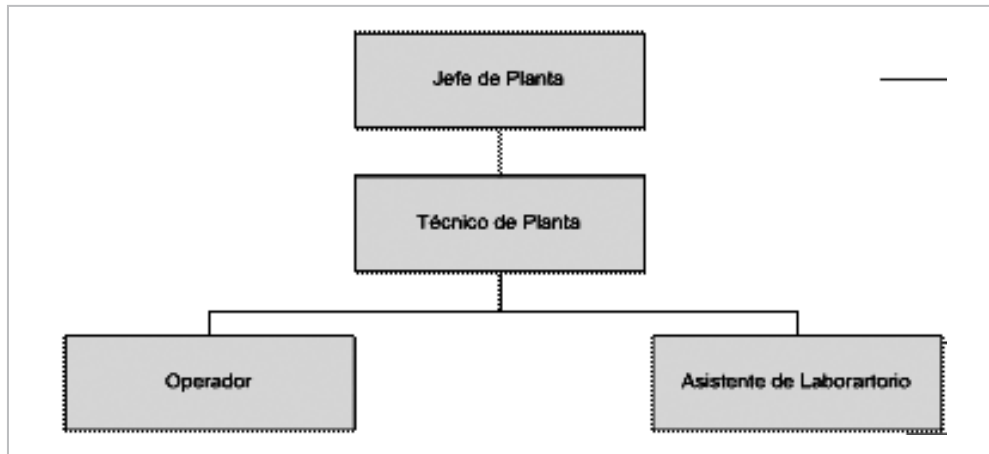 Jefe de Planta
Técnico de Planta
Operador
Asistente de Laborartorio